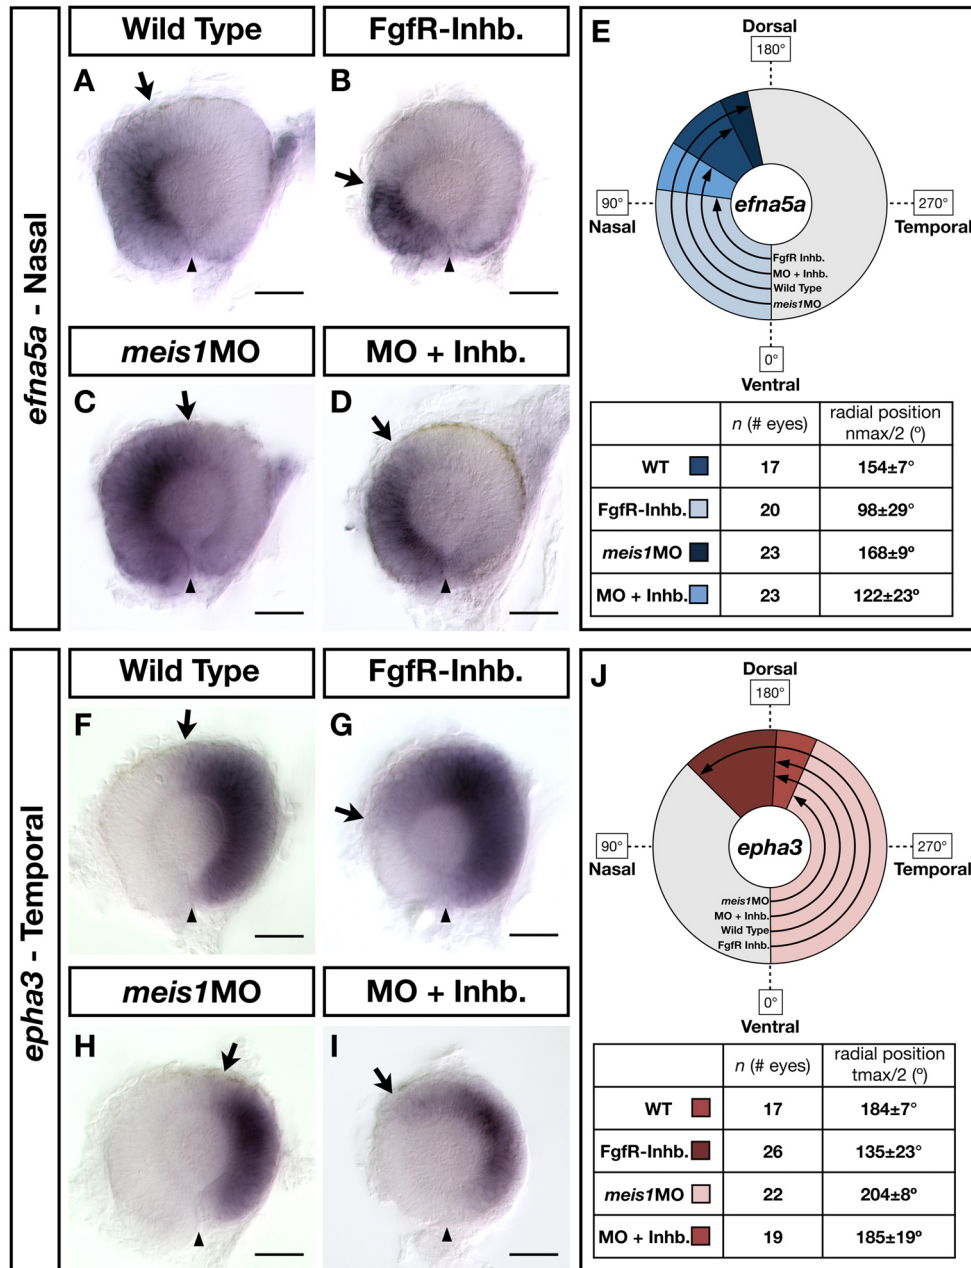 efna5a - Nasal
Wild Type
FgfR-Inhb.
A
B
meis1MO
MO + Inhb.
C
D
E
Dorsal
180°
90°
Nasal
efna5a
270°
Temporal
FgfR Inhb.
MO + Inhb.
Wild Type
meis1MO
0°
Ventral
n (# eyes) radial position
nmax/2 (º)
WT 17 154±7°
FgfR-Inhb. 20 98±29°
meis1MO 23 168±9º
MO + Inhb. 23 122±23º
epha3 - Temporal
Wild Type
FgfR-Inhb.
F
G
meis1MO
MO + Inhb.
H
I
J
Dorsal
180°
90°
Nasal
epha3
270°
Temporal
meis1MO
MO + Inhb.
Wild Type
FgfR Inhb.
0°
Ventral
n (# eyes) radial position
tmax/2 (º)
WT 17 184±7°
FgfR-Inhb. 26 135±23°
meis1MO 22 204±8º
MO + Inhb. 19 185±19º